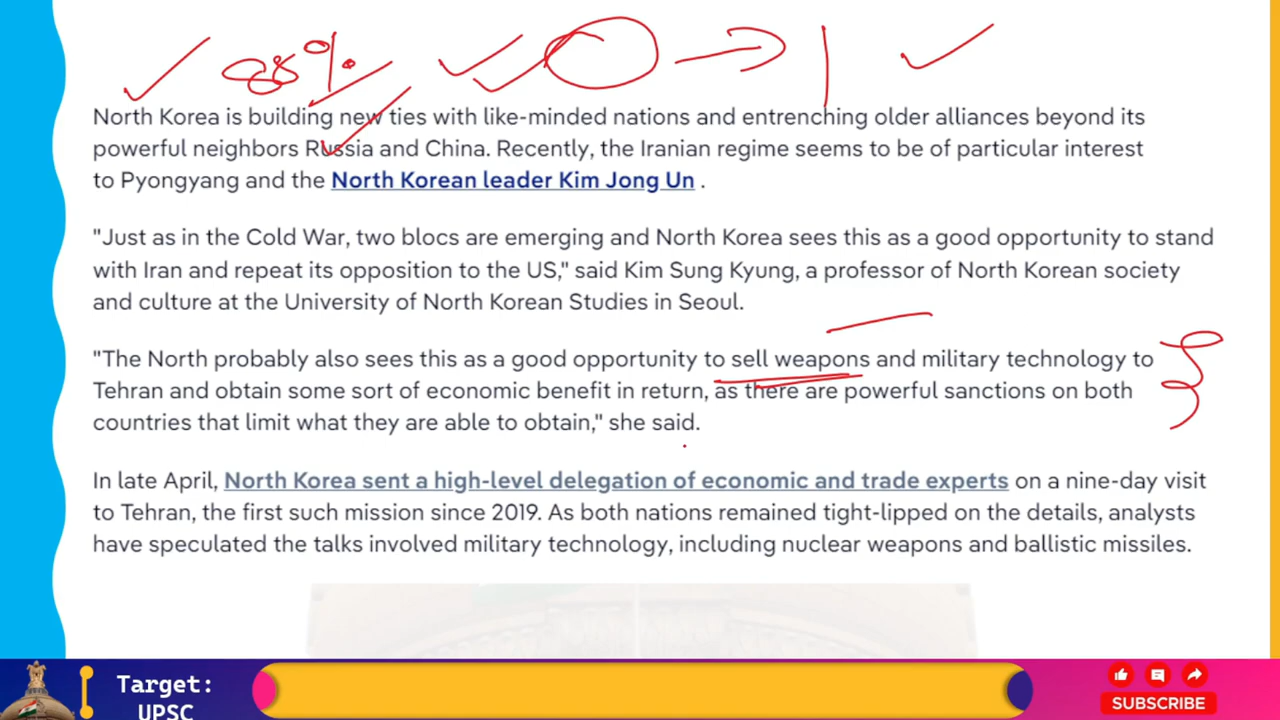 88%
North Korea is building new ties with like-minded nations and entrenching older alliances beyond its
powerful neighbors Russia and China. Recently, the Iranian regime seems to be of particular interest
to Pyongyang and the North Korean leader Kim Jong Un .
"Just as in the Cold War, two blocs are emerging and North Korea sees this as a good opportunity to stand
with Iran and repeat its opposition to the US," said Kim Sung Kyung, a professor of North Korean society
and culture at the University of North Korean Studies in Seoul.
"The North probably also sees this as a good opportunity to sell weapons and military technology to
Tehran and obtain some sort of economic benefit in return, as there are powerful sanctions on both
countries that limit what they are able to obtain," she said.
In late April, North Korea sent a high-level delegation of economic and trade experts on a nine-day visit
to Tehran, the first such mission since 2019. As both nations remained tight-lipped on the details, analysts
have speculated the talks involved military technology, including nuclear weapons and ballistic missiles.
Target:
UPSC
SUBSCRIBE